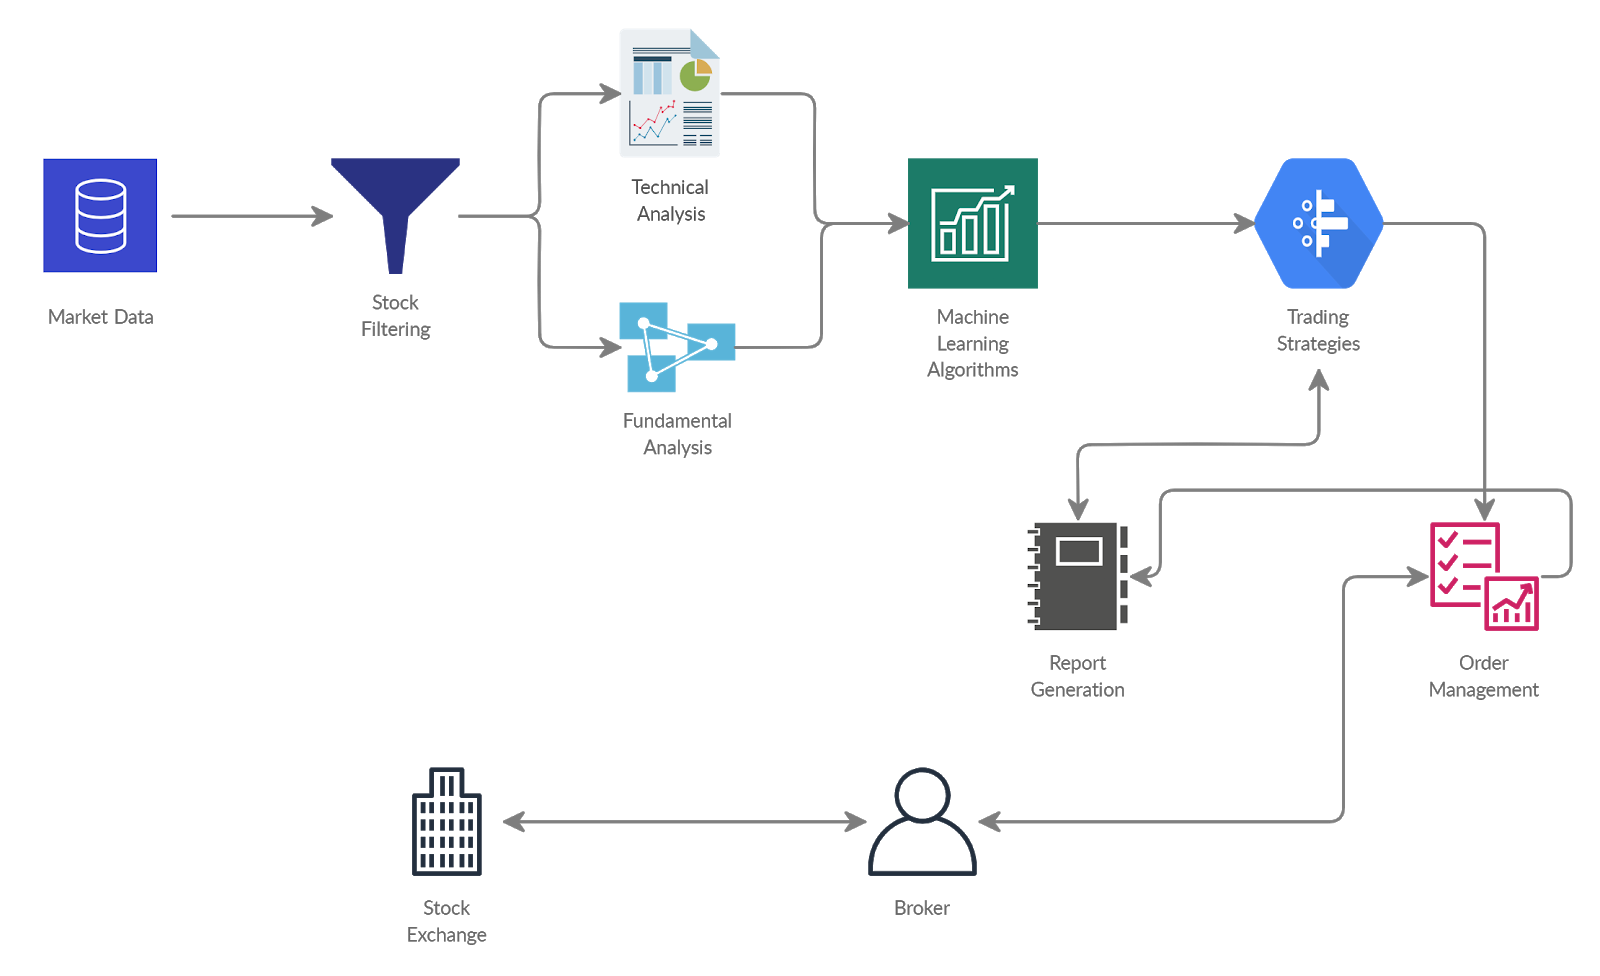 Technical
Analysis
Market Data
Stock
Filtering
Machine
Learning
Algorithms
Trading
Strategies
Fundamental
Analysis
Report
Generation
Order
Management
Stock
Exchange
Broker